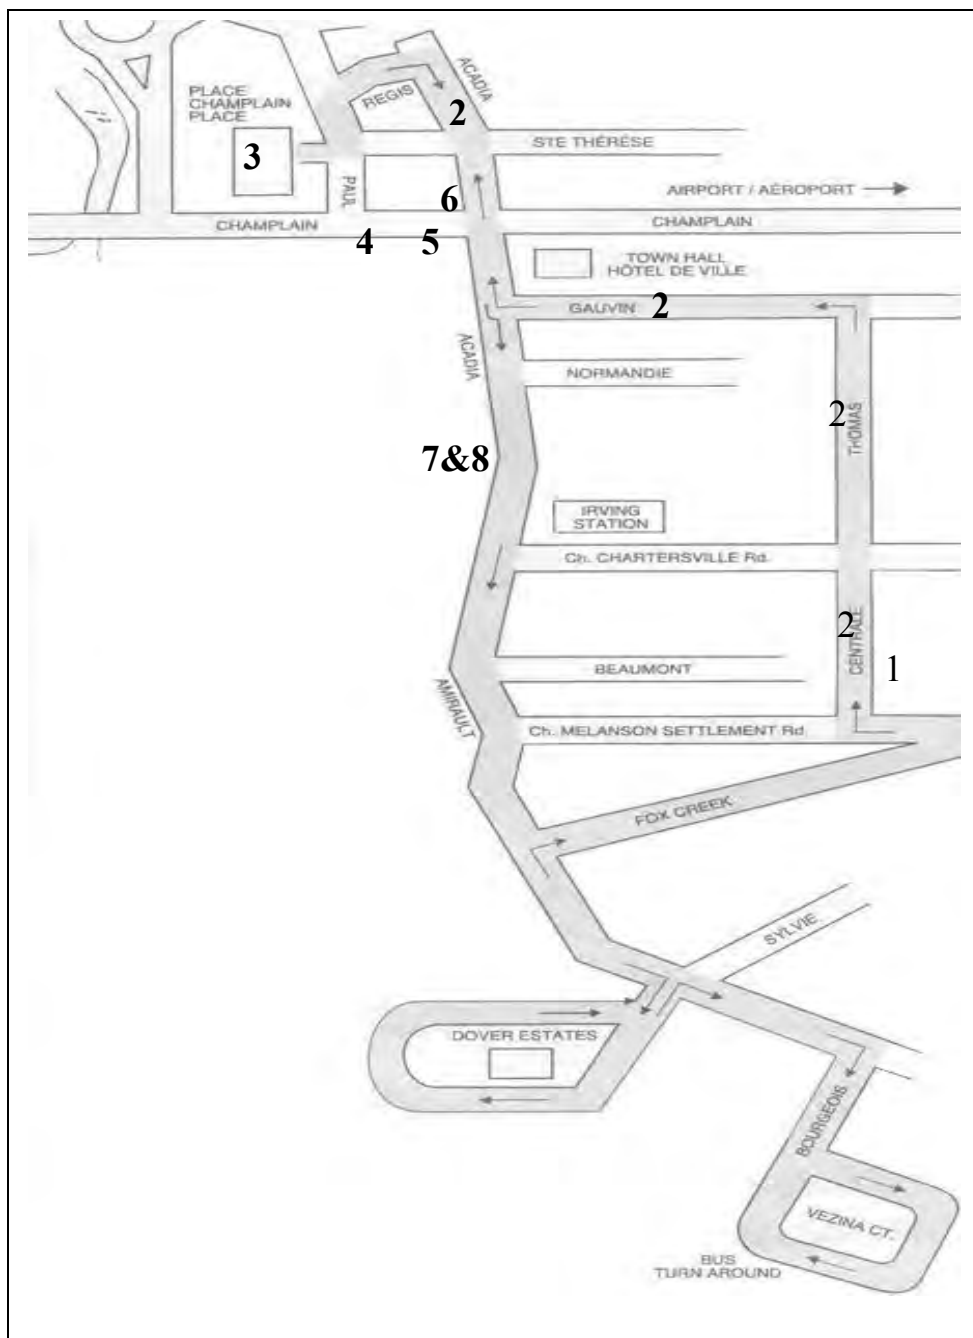 ACADIA
REGIS
2
PLACE
CHAMPLAIN
PLACE
3
STE THÉRÈSE
PAUL
AIRPORT / AÉROPORT
6
CHAMPLAIN
CHAMPLAIN
4
5
TOWN HALL
HÔTEL DE VILLE
GAUVIN
2
ACADIA
NORMANDIE
2
THOMAS
7&8
IRVING
STATION
Ch. CHARTERSVILLE Rd.
2
CENTRALE
1
BEAUMONT
AMIRAULT
Ch. MELANSON SETTLEMENT Rd.
FOX CREEK
SYLVIE
DOVER ESTATES
BOURGEOIS
VEZINA CT.
BUS
TURN AROUND